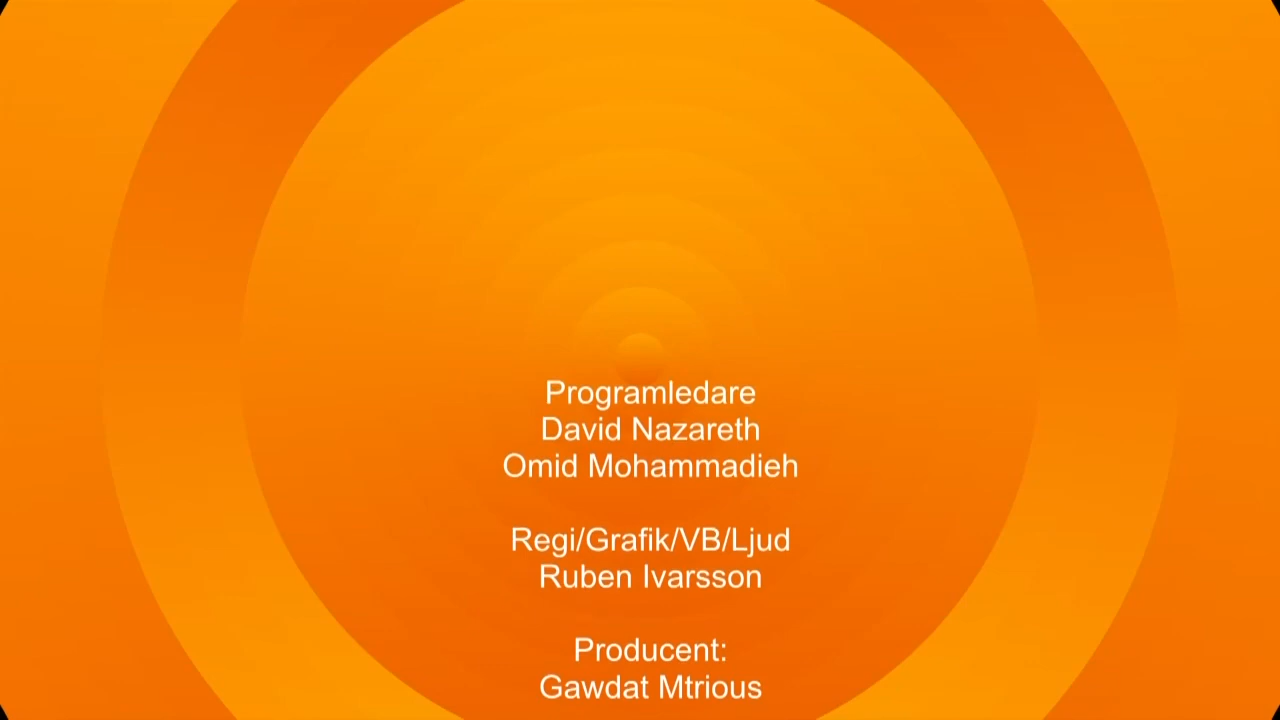 Programledare
David Nazareth
Omid Mohammadieh
Regi/Grafik/VB/Ljud
Ruben Ivarsson
Producent:
Gawdat Mtrious